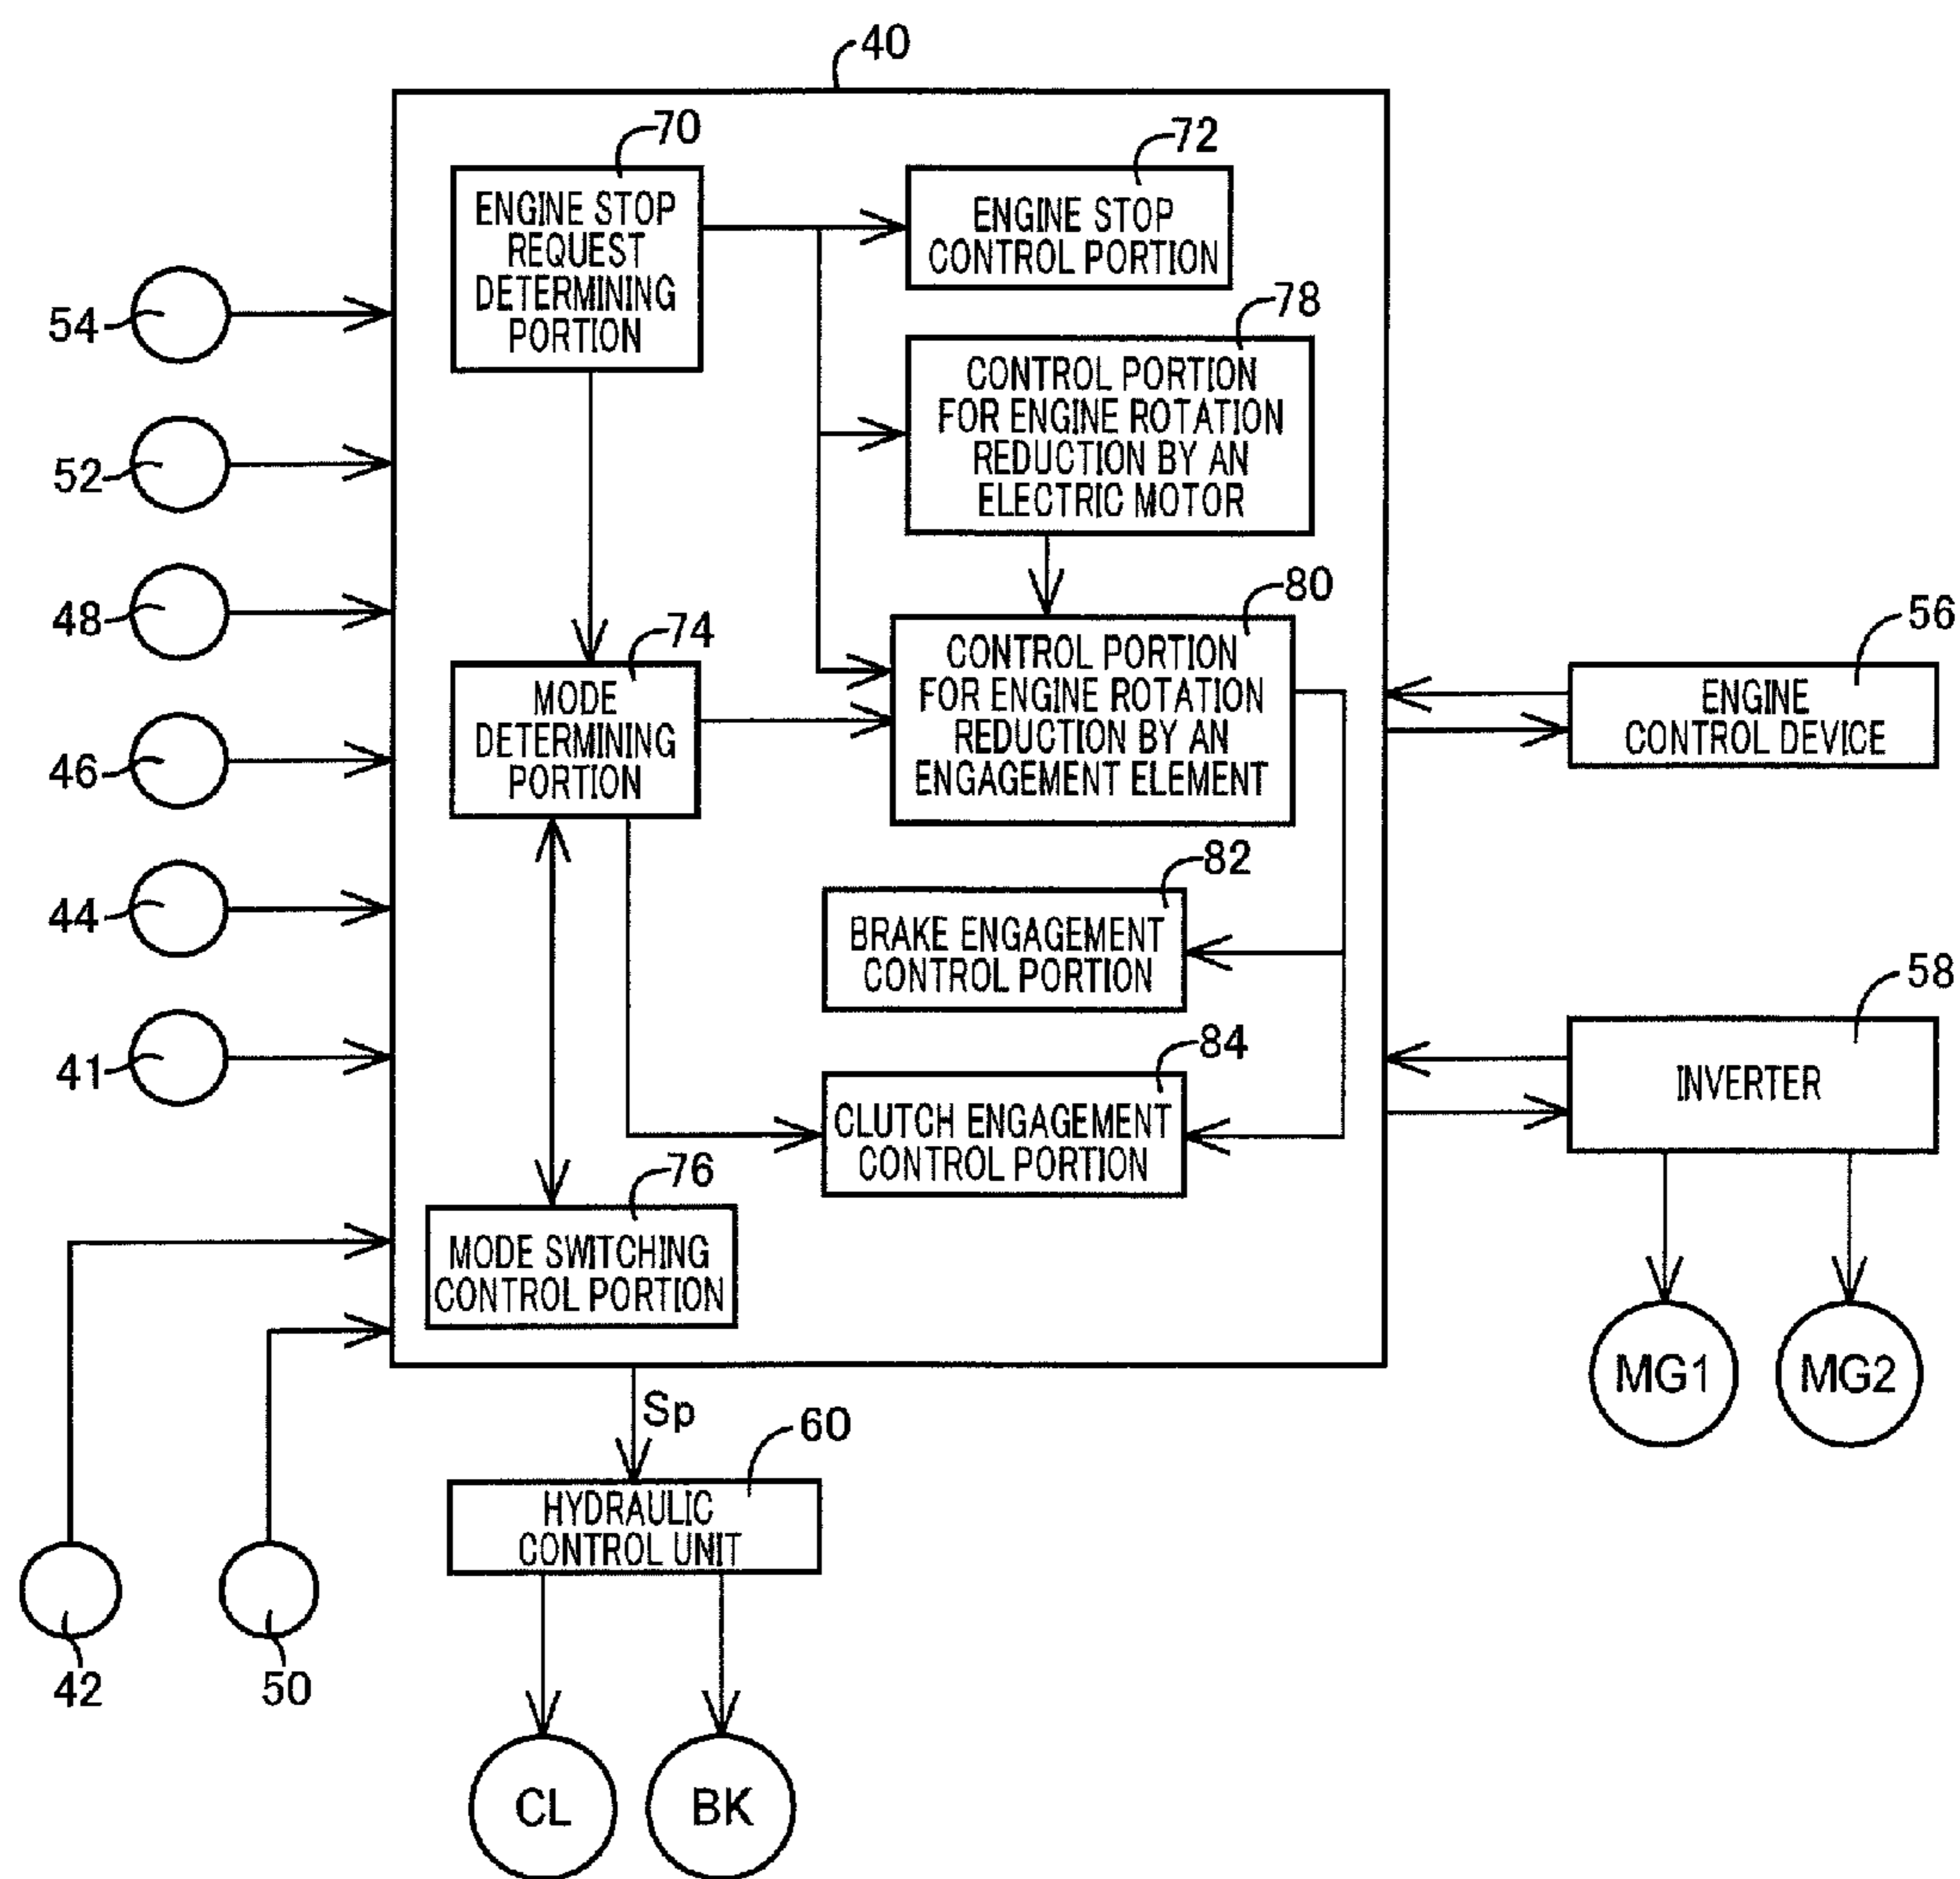 40
70
ENGINE STOP
REQUEST
DETERMINING
PORTION
72
ENGINE STOP
CONTROL PORTION
78
CONTROL PORTION
FOR ENGINE ROTATION
REDUCTION BY AN
ELECTRIC MOTOR
54
52
48
46
44
41
74
MODE
DETERMINING
PORTION
80
CONTROL PORTION
FOR ENGINE ROTATION
REDUCTION BY AN
ENGAGEMENT ELEMENT
56
ENGINE
CONTROL DEVICE
82
BRAKE ENGAGEMENT
CONTROL PORTION
58
INVERTER
84
CLUTCH ENGAGEMENT
CONTROL PORTION
76
MODE SWITCHING
CONTROL PORTION
MG1
MG2
Sp
60
HYDRAULIC
CONTROL UNIT
42
50
CL
BK